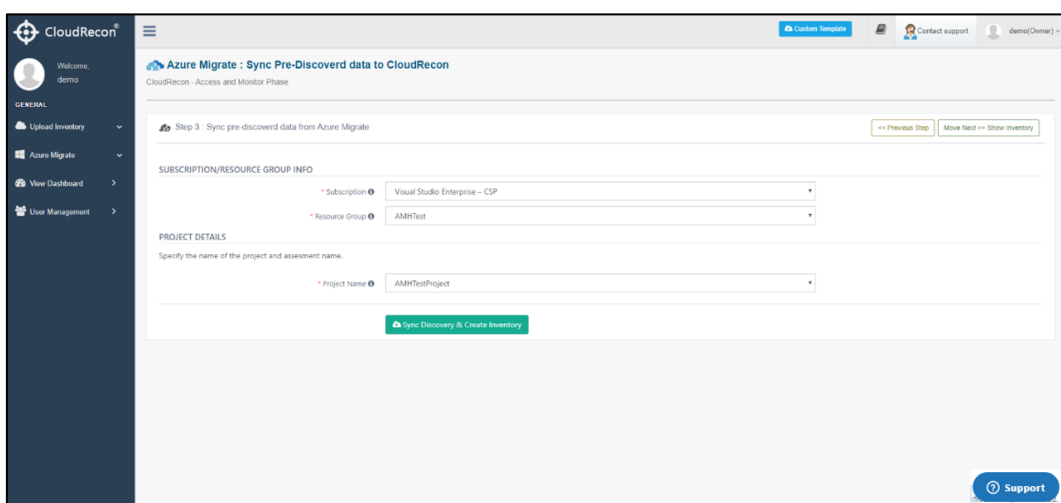 CloudRecon®
Custom Template
Contact support
demo(Owner)
Welcome,
demo
GENERAL
Upload Inventory
Azure Migrate
View Dashboard
User Management
Azure Migrate : Sync Pre-Discoverd data to CloudRecon
CloudRecon - Access and Monitor Phase
Step 3 : Sync pre-discoverd data from Azure Migrate
<< Previous Step
Move Next >> Show Inventory
SUBSCRIPTION/RESOURCE GROUP INFO
* Subscription
Visual Studio Enterprise – CSP
* Resource Group
AMHTest
PROJECT DETAILS
Specify the name of the project and assesment name.
* Project Name
AMHTestProject
Sync Discovery & Create Inventory
Support